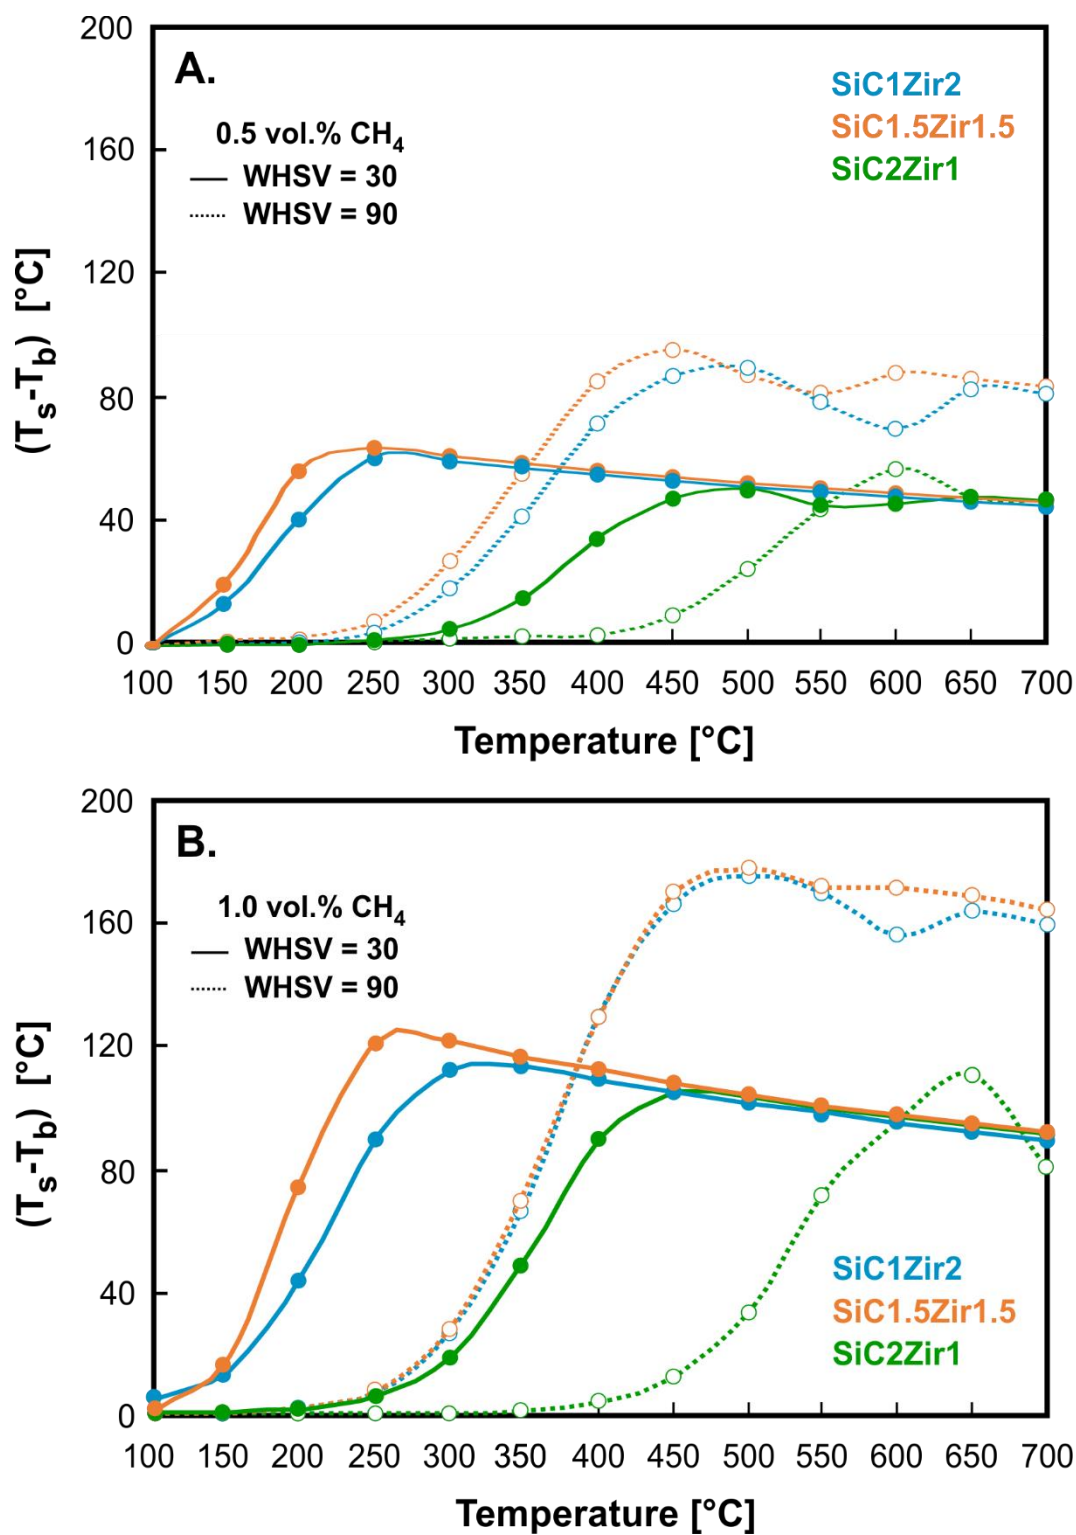 200
A.
SiC1Zir2
0.5 vol.% CH4
SiC1.5Zir1.5
160
WHSV = 30
SiC2Zir1
WHSV = 90
120
(Ts-Tb) [°C]
80
40
0
100 150 200 250 300 350 400 450 500 550 600 650 700
Temperature [°C]
200
B.
1.0 vol.% CH4
160
WHSV = 30
WHSV = 90
120
(Ts-Tb) [°C]
80
SiC1Zir2
40
SiC1.5Zir1.5
SiC2Zir1
0
100 150 200 250 300 350 400 450 500 550 600 650 700
Temperature [°C]